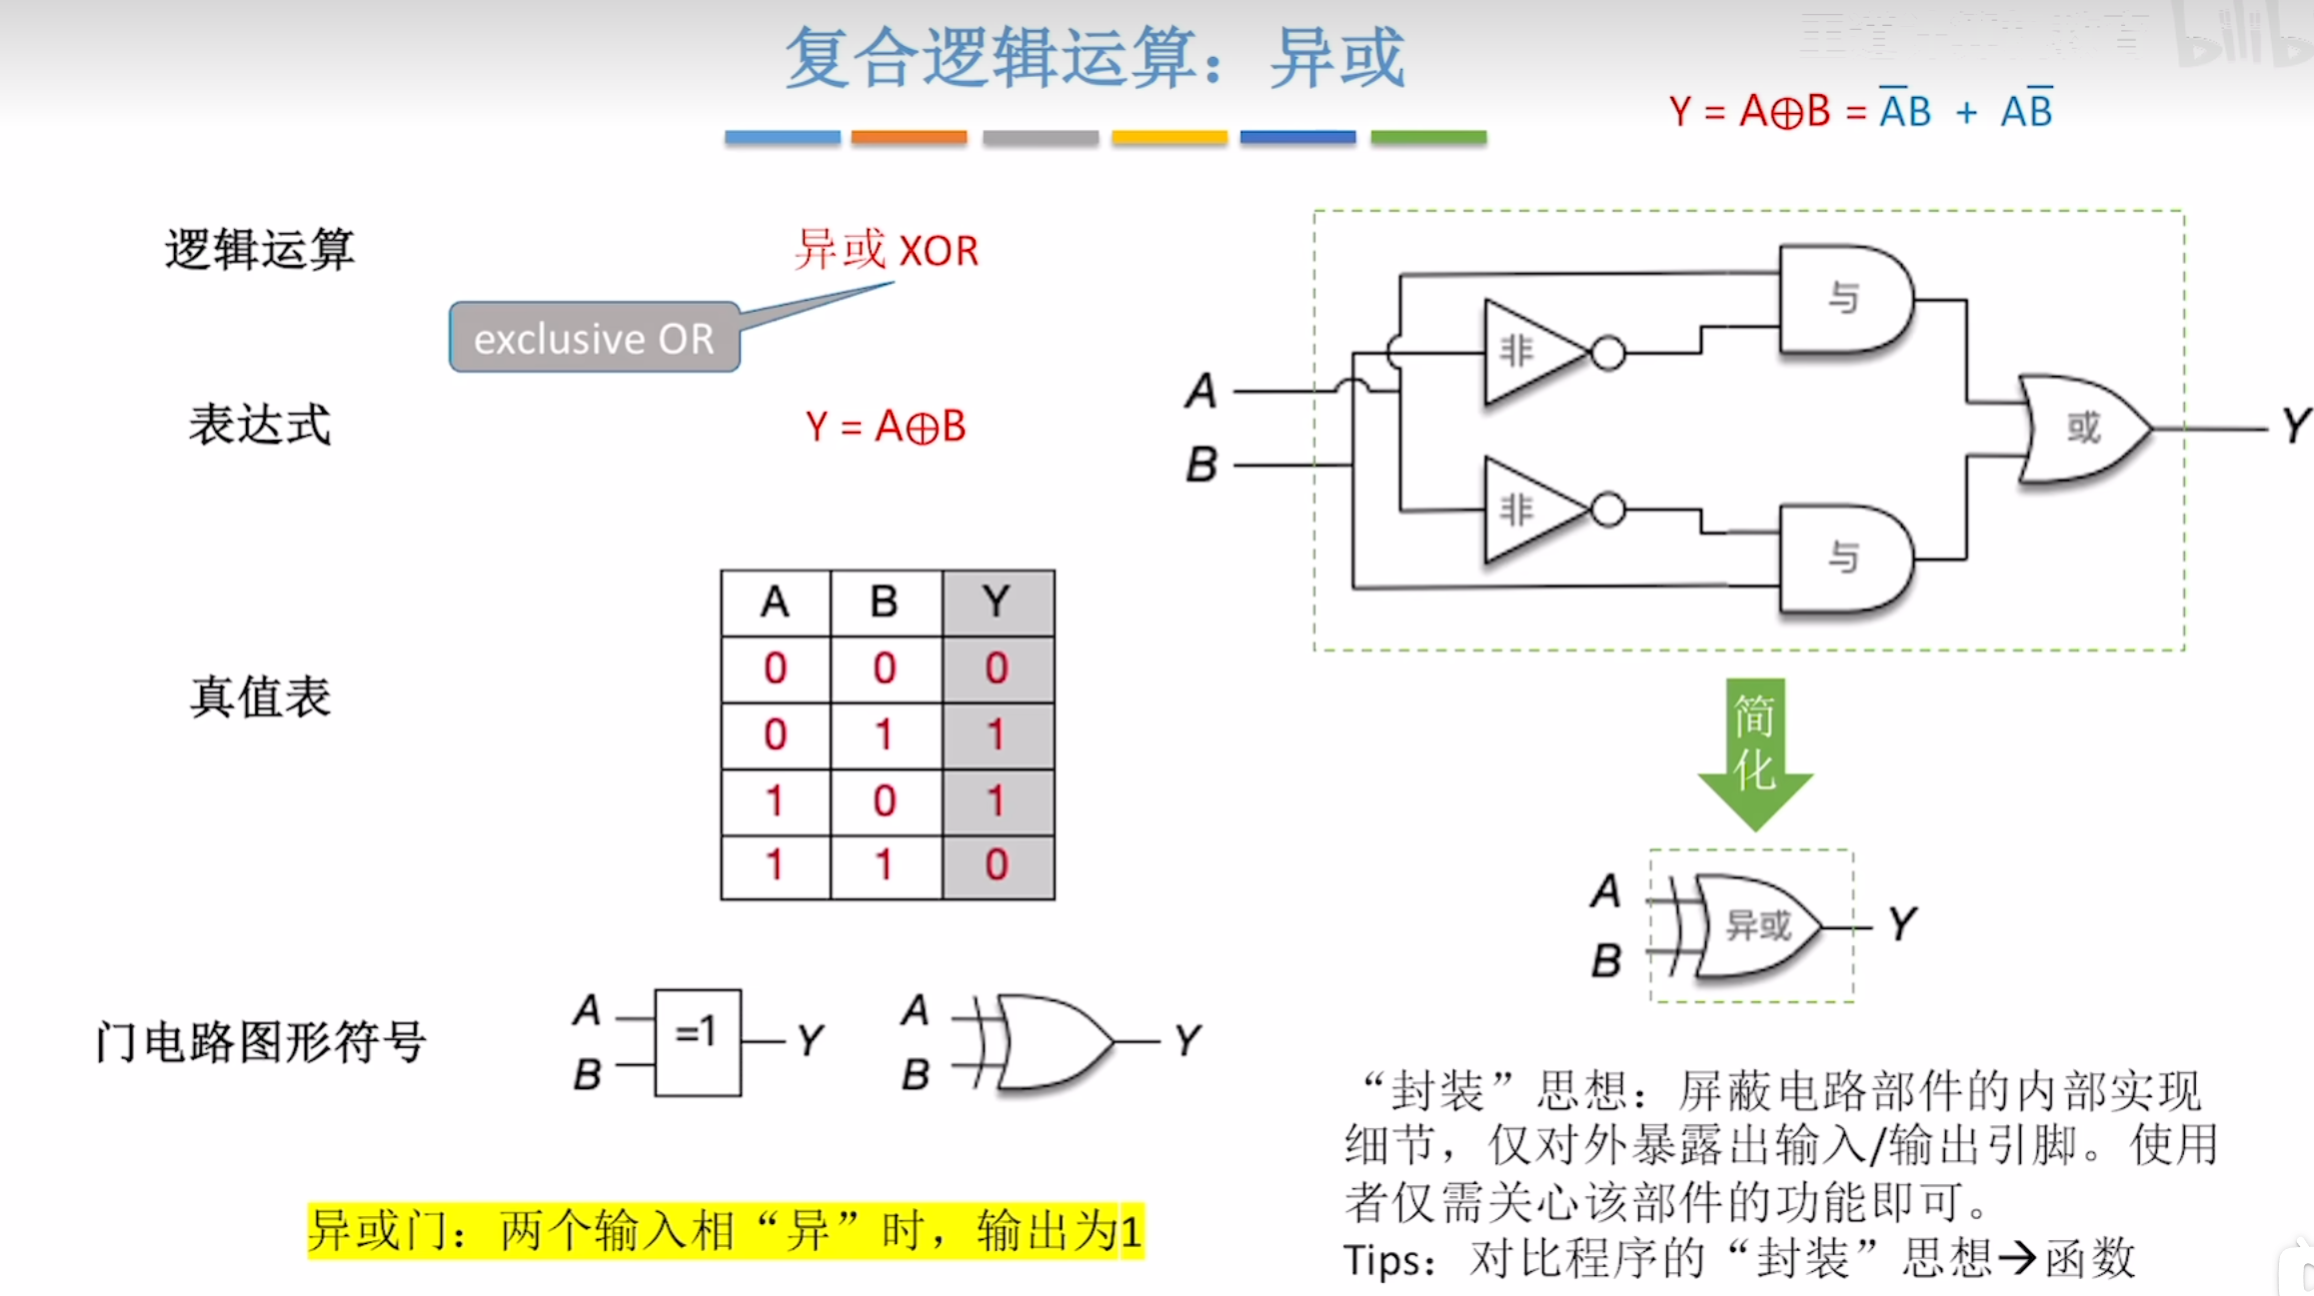 复合逻辑运算：异或
Y = A⊕B = A̅B + AB̅
逻辑运算
异或 XOR
exclusive OR
表达式
Y = A⊕B
真值表
A B Y
0 0 0
0 1 1
1 0 1
1 1 0
门电路图形符号
A
B
=1
Y
A
B
Y
异或门：两个输入相“异”时，输出为1
A
B
非
非
与
与
或
Y
简
化
A
B
异或
Y
“封装”思想：屏蔽电路部件的内部实现
细节，仅对外暴露出输入/输出引脚。使用
者仅需关心该部件的功能即可。
Tips：对比程序的“封装”思想→函数
bilib